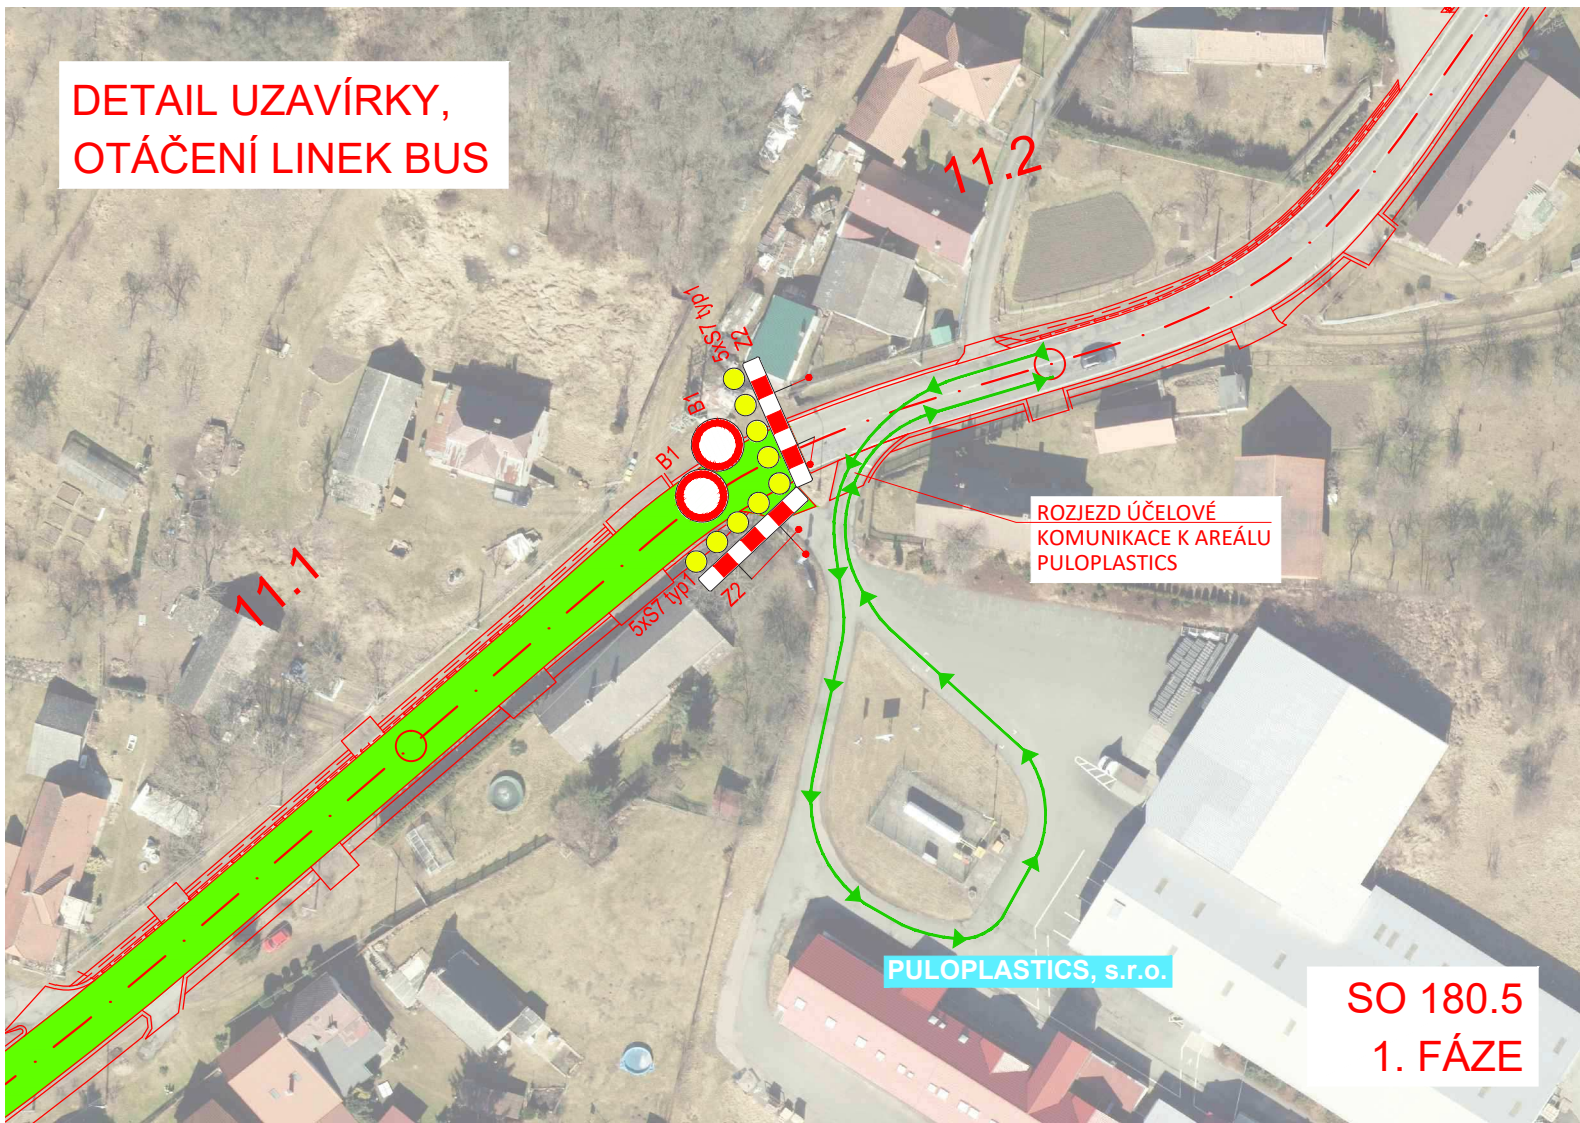 DETAIL UZAVÍRKY,
OTÁČENÍ LINEK BUS
11.2
5xS7 typ1
Z2
B1
B1
ROZJEZD ÚČELOVÉ
KOMUNIKACE K AREÁLU
PULOPLASTICS
11.1
5xS7 typ1
Z2
PULOPLASTICS, s.r.o.
SO 180.5
1. FÁZE